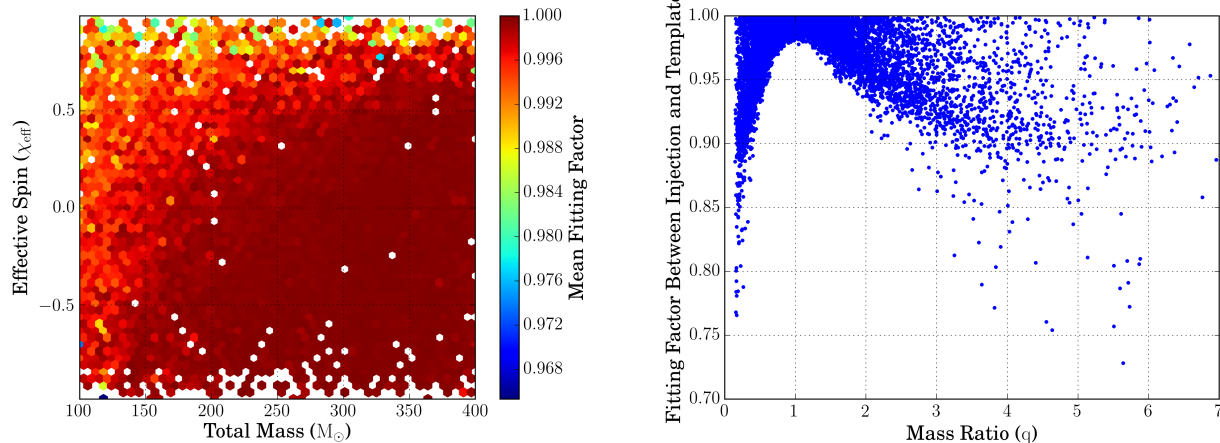 Effective Spin (χeff)
0.5
0.0
−0.5
100 150 200 250 300 350 400
Total Mass (M⊙)
1.000
0.996
0.992
0.988
0.984
0.980
0.976
0.972
0.968
Mean Fitting Factor
Fitting Factor Between Injection and Template
1.00
0.95
0.90
0.85
0.80
0.75
0.70
0 1 2 3 4 5 6 7
Mass Ratio (q)